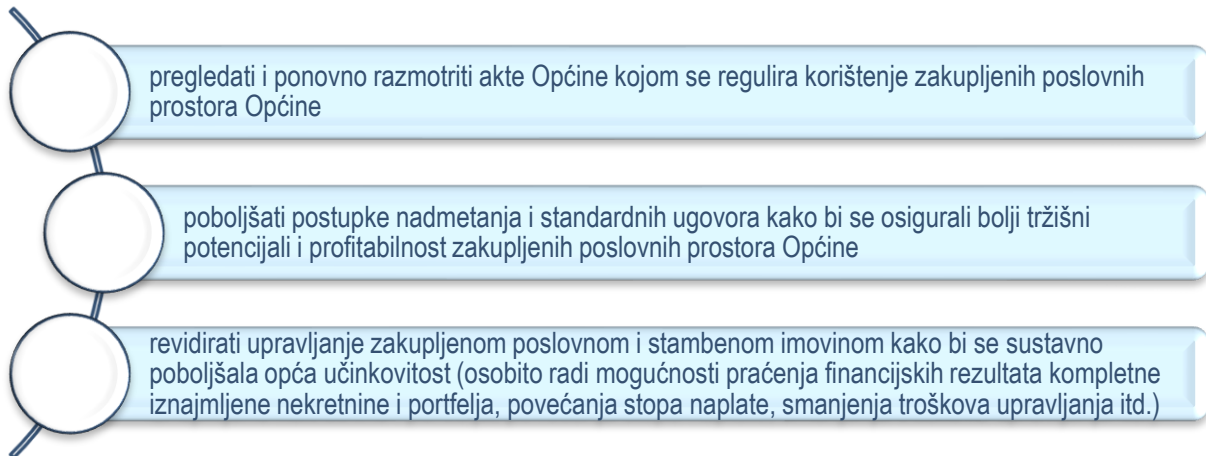 pregledati i ponovno razmotriti akte Općine kojom se regulira korištenje zakupljenih poslovnih
prostora Općine
poboljšati postupke nadmetanja i standardnih ugovora kako bi se osigurali bolji tržišni
potencijali i profitabilnost zakupljenih poslovnih prostora Općine
revidirati upravljanje zakupljenom poslovnom i stambenom imovinom kako bi se sustavno
poboljšala opća učinkovitost (osobito radi mogućnosti praćenja financijskih rezultata kompletne
iznajmljene nekretnine i portfelja, povećanja stopa naplate, smanjenja troškova upravljanja itd.)